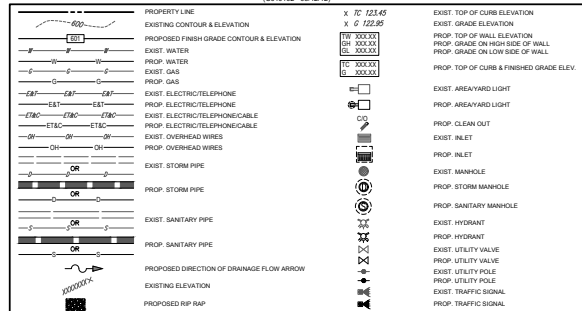 PROPERTY LINE
600 EXISTING CONTOUR & ELEVATION
601 PROPOSED FINISH GRADE CONTOUR & ELEVATION
W W W EXIST. WATER
W W PROP. WATER
G G G EXIST. GAS
G G PROP. GAS
E&T E&T E&T EXIST. ELECTRIC/TELEPHONE
E&T E&T PROP. ELECTRIC/TELEPHONE
ET&C ET&C ET&C EXIST. ELECTRIC/TELEPHONE/CABLE
ET&C ET&C PROP. ELECTRIC/TELEPHONE/CABLE
OH OH OH EXIST. OVERHEAD WIRES
OH OH PROP. OVERHEAD WIRES
OR EXIST. STORM PIPE
D D D
OR PROP. STORM PIPE
D D
OR EXIST. SANITARY PIPE
S S S
OR PROP. SANITARY PIPE
S S
PROPOSED DIRECTION OF DRAINAGE FLOW ARROW
EXISTING ELEVATION
PROPOSED RIP RAP
x TC 123.45 EXIST. TOP OF CURB ELEVATION
x G 122.95 EXIST. GRADE ELEVATION
TW XXX.XX PROP. TOP OF WALL ELEVATION
GH XXX.XX PROP. GRADE ON HIGH SIDE OF WALL
GL XXX.XX PROP. GRADE ON LOW SIDE OF WALL
TC XXX.XX PROP. TOP OF CURB & FINISHED GRADE ELEV.
G XXX.XX
EXIST. AREA/YARD LIGHT
PROP. AREA/YARD LIGHT
C/O PROP. CLEAN OUT
EXIST. INLET
PROP. INLET
EXIST. MANHOLE
D PROP. STORM MANHOLE
S PROP. SANITARY MANHOLE
EXIST. HYDRANT
PROP. HYDRANT
EXIST. UTILITY VALVE
PROP. UTILITY VALVE
EXIST. UTILITY POLE
PROP. UTILITY POLE
EXIST. TRAFFIC SIGNAL
PROP. TRAFFIC SIGNAL